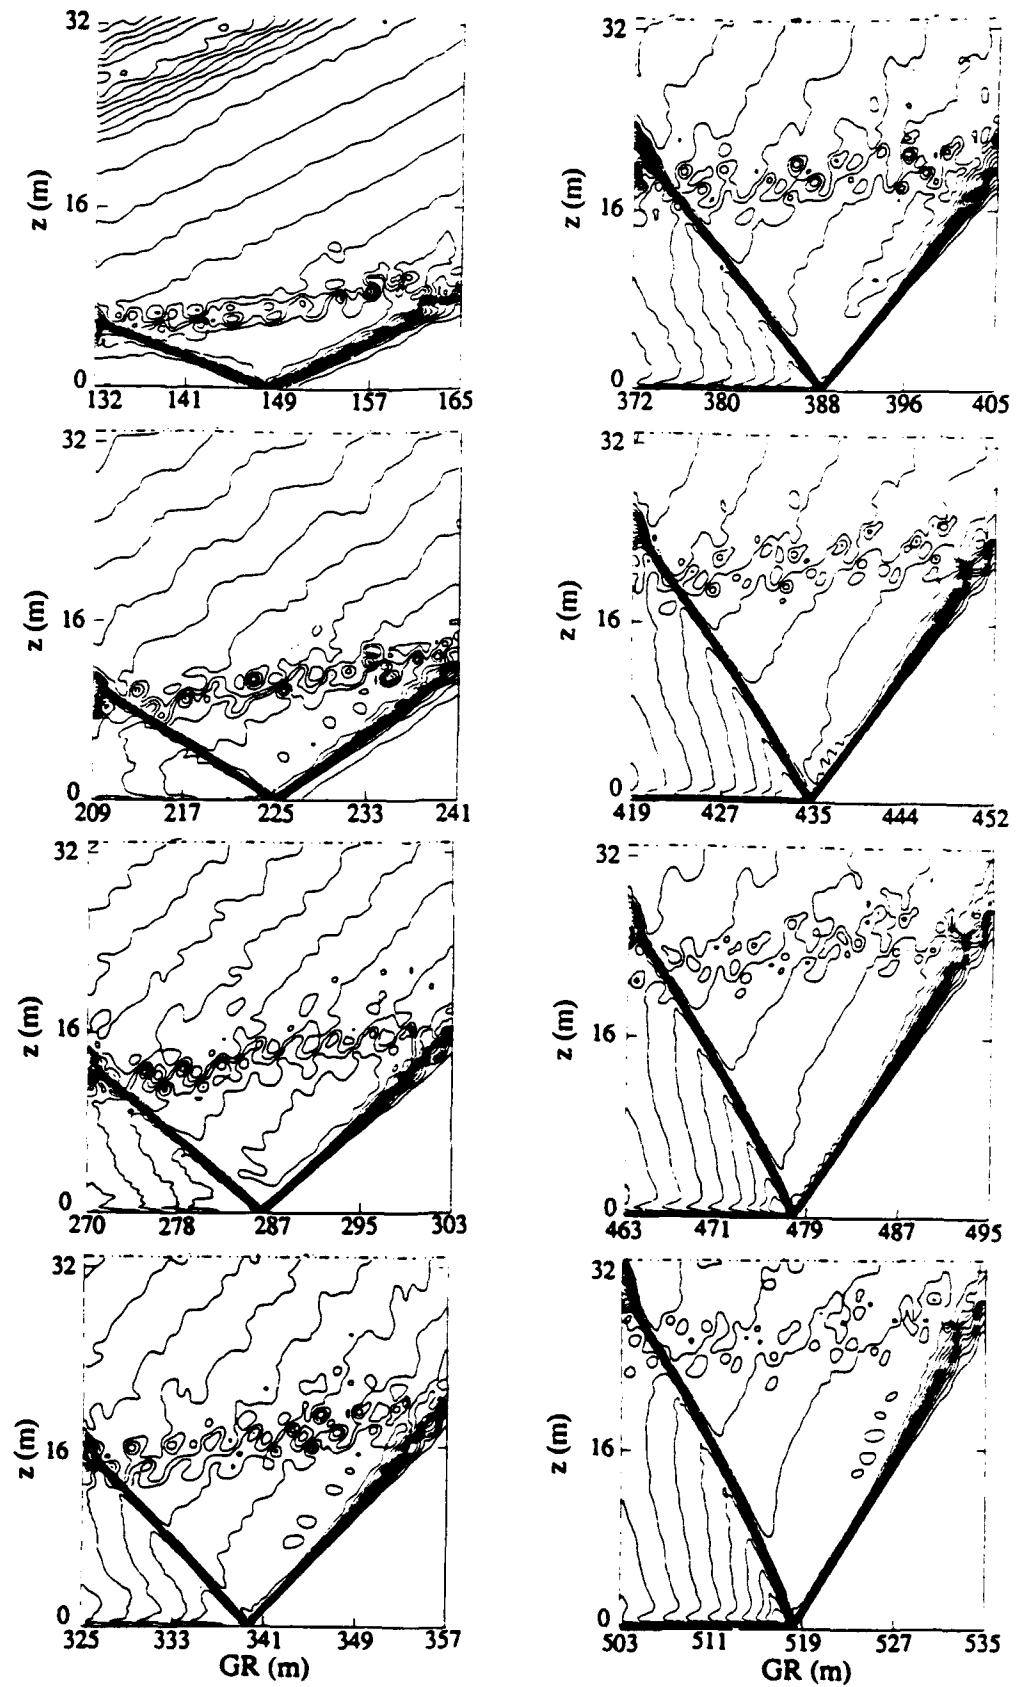 32
z (m)
16
0
132 141 149 157 165
32
z (m)
16
0
209 217 225 233 241
32
z (m)
16
0
270 278 287 295 303
32
z (m)
16
0
325 333 341 349 357
GR (m)
32
z (m)
16
0
372 380 388 396 405
32
z (m)
16
0
419 427 435 444 452
32
z (m)
16
0
463 471 479 487 495
32
z (m)
16
0
503 511 519 527 535
GR (m)